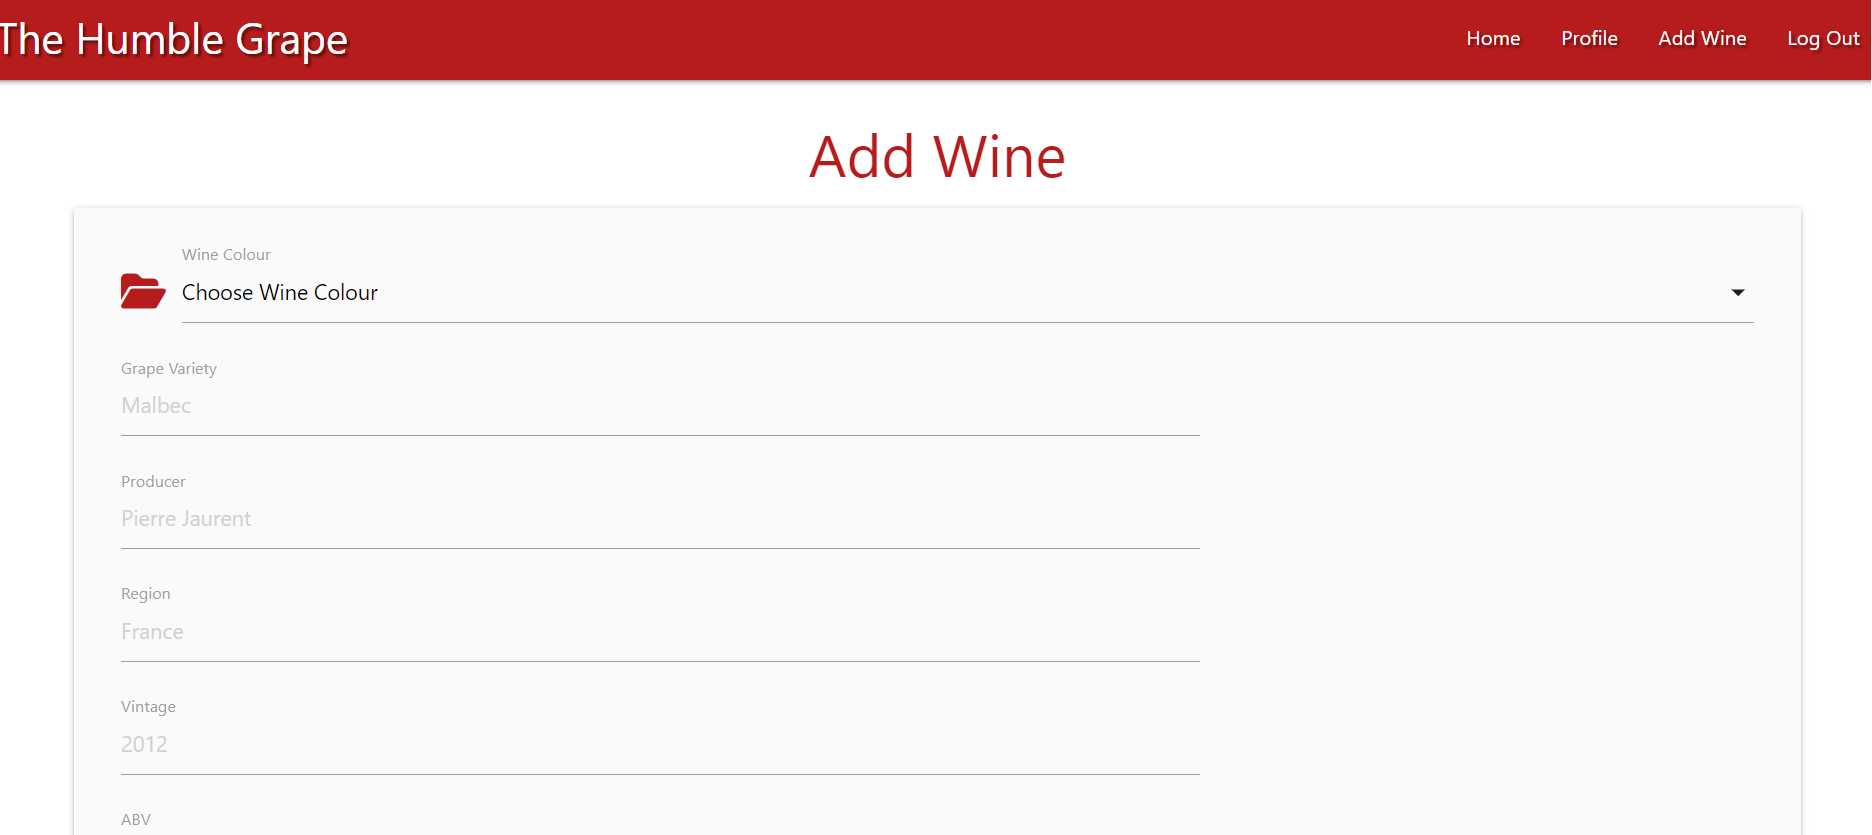 The Humble Grape
Home Profile Add Wine Log Out
Add Wine
Wine Colour
Choose Wine Colour
Grape Variety
Malbec
Producer
Pierre Jaurent
Region
France
Vintage
2012
ABV